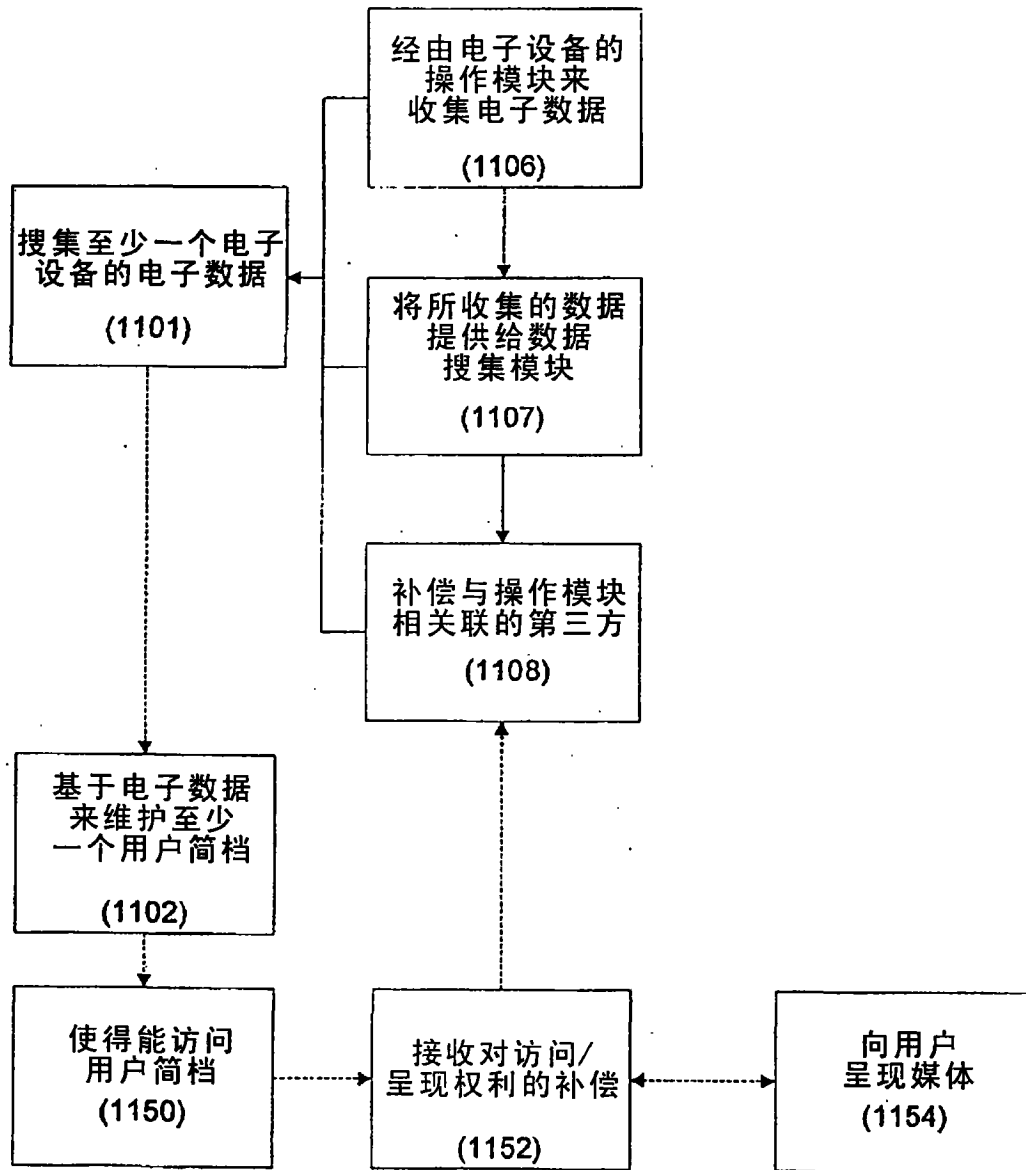 经由电子设备的
操作模块来
收集电子数据
(1106)
搜集至少一个电子
设备的电子数据
(1101)
将所收集的数据
提供给数据
搜集模块
(1107)
补偿与操作模块
相关联的第三方
(1108)
基于电子数据
来维护至少
一个用户简档
(1102)
使得能访问
用户简档
(1150)
接收对访问/
呈现权利的补偿
(1152)
向用户
呈现媒体
(1154)